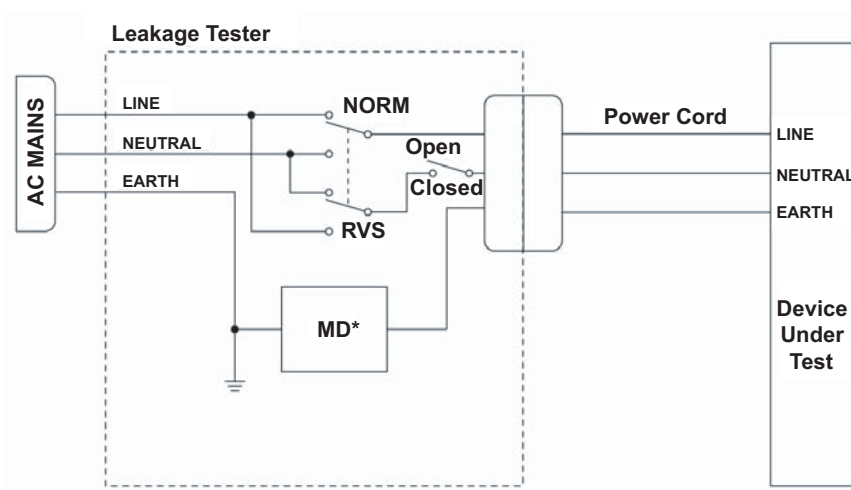 Leakage Tester
AC MAINS
LINE
NEUTRAL
EARTH
NORM
Open
Closed
RVS
MD*
Power Cord
LINE
NEUTRAL
EARTH
Device
Under
Test